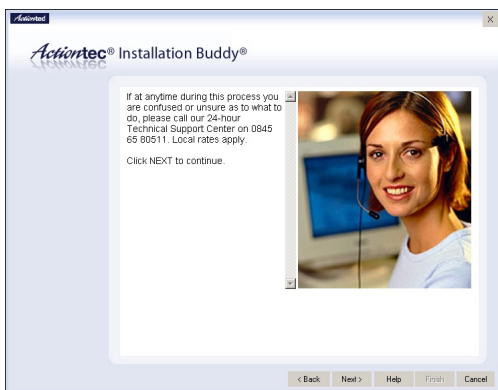 Actiontec
X
Actiontec® Installation Buddy®
If at anytime during this process you
are confused or unsure as to what to
do, please call our 24-hour
Technical Support Center on 0845
65 80511. Local rates apply.
Click NEXT to continue.
< Back Next > Help Finish Cancel